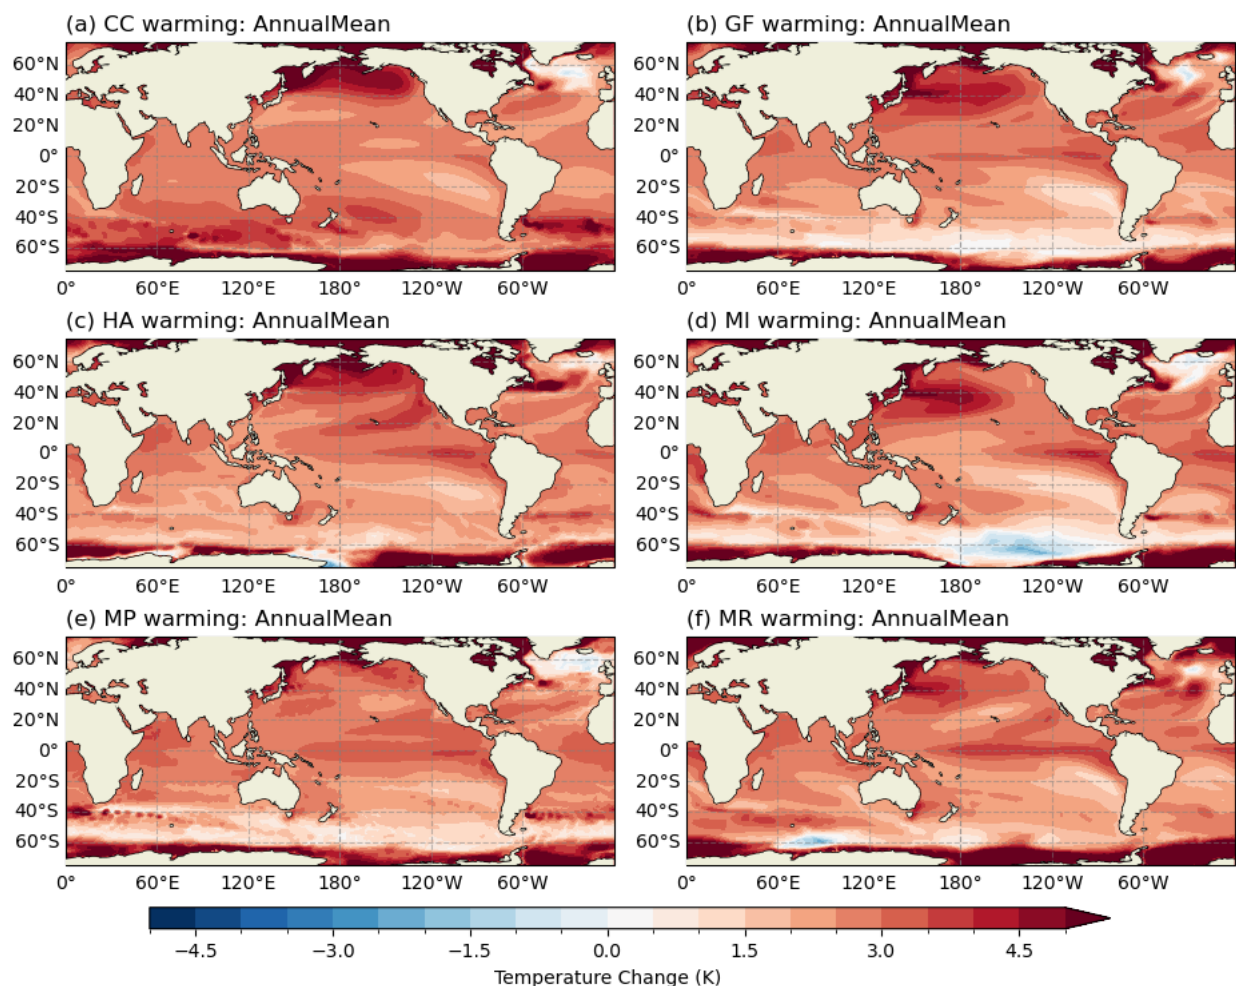 (a) CC warming: AnnualMean
(b) GF warming: AnnualMean
60°N
40°N
20°N
0°
20°S
40°S
60°S
0° 60°E 120°E 180° 120°W 60°W
60°N
40°N
20°N
0°
20°S
40°S
60°S
0° 60°E 120°E 180° 120°W 60°W
(c) HA warming: AnnualMean
(d) MI warming: AnnualMean
60°N
40°N
20°N
0°
20°S
40°S
60°S
0° 60°E 120°E 180° 120°W 60°W
60°N
40°N
20°N
0°
20°S
40°S
60°S
0° 60°E 120°E 180° 120°W 60°W
(e) MP warming: AnnualMean
(f) MR warming: AnnualMean
60°N
40°N
20°N
0°
20°S
40°S
60°S
0° 60°E 120°E 180° 120°W 60°W
60°N
40°N
20°N
0°
20°S
40°S
60°S
0° 60°E 120°E 180° 120°W 60°W
−4.5 −3.0 −1.5 0.0 1.5 3.0 4.5
Temperature Change (K)